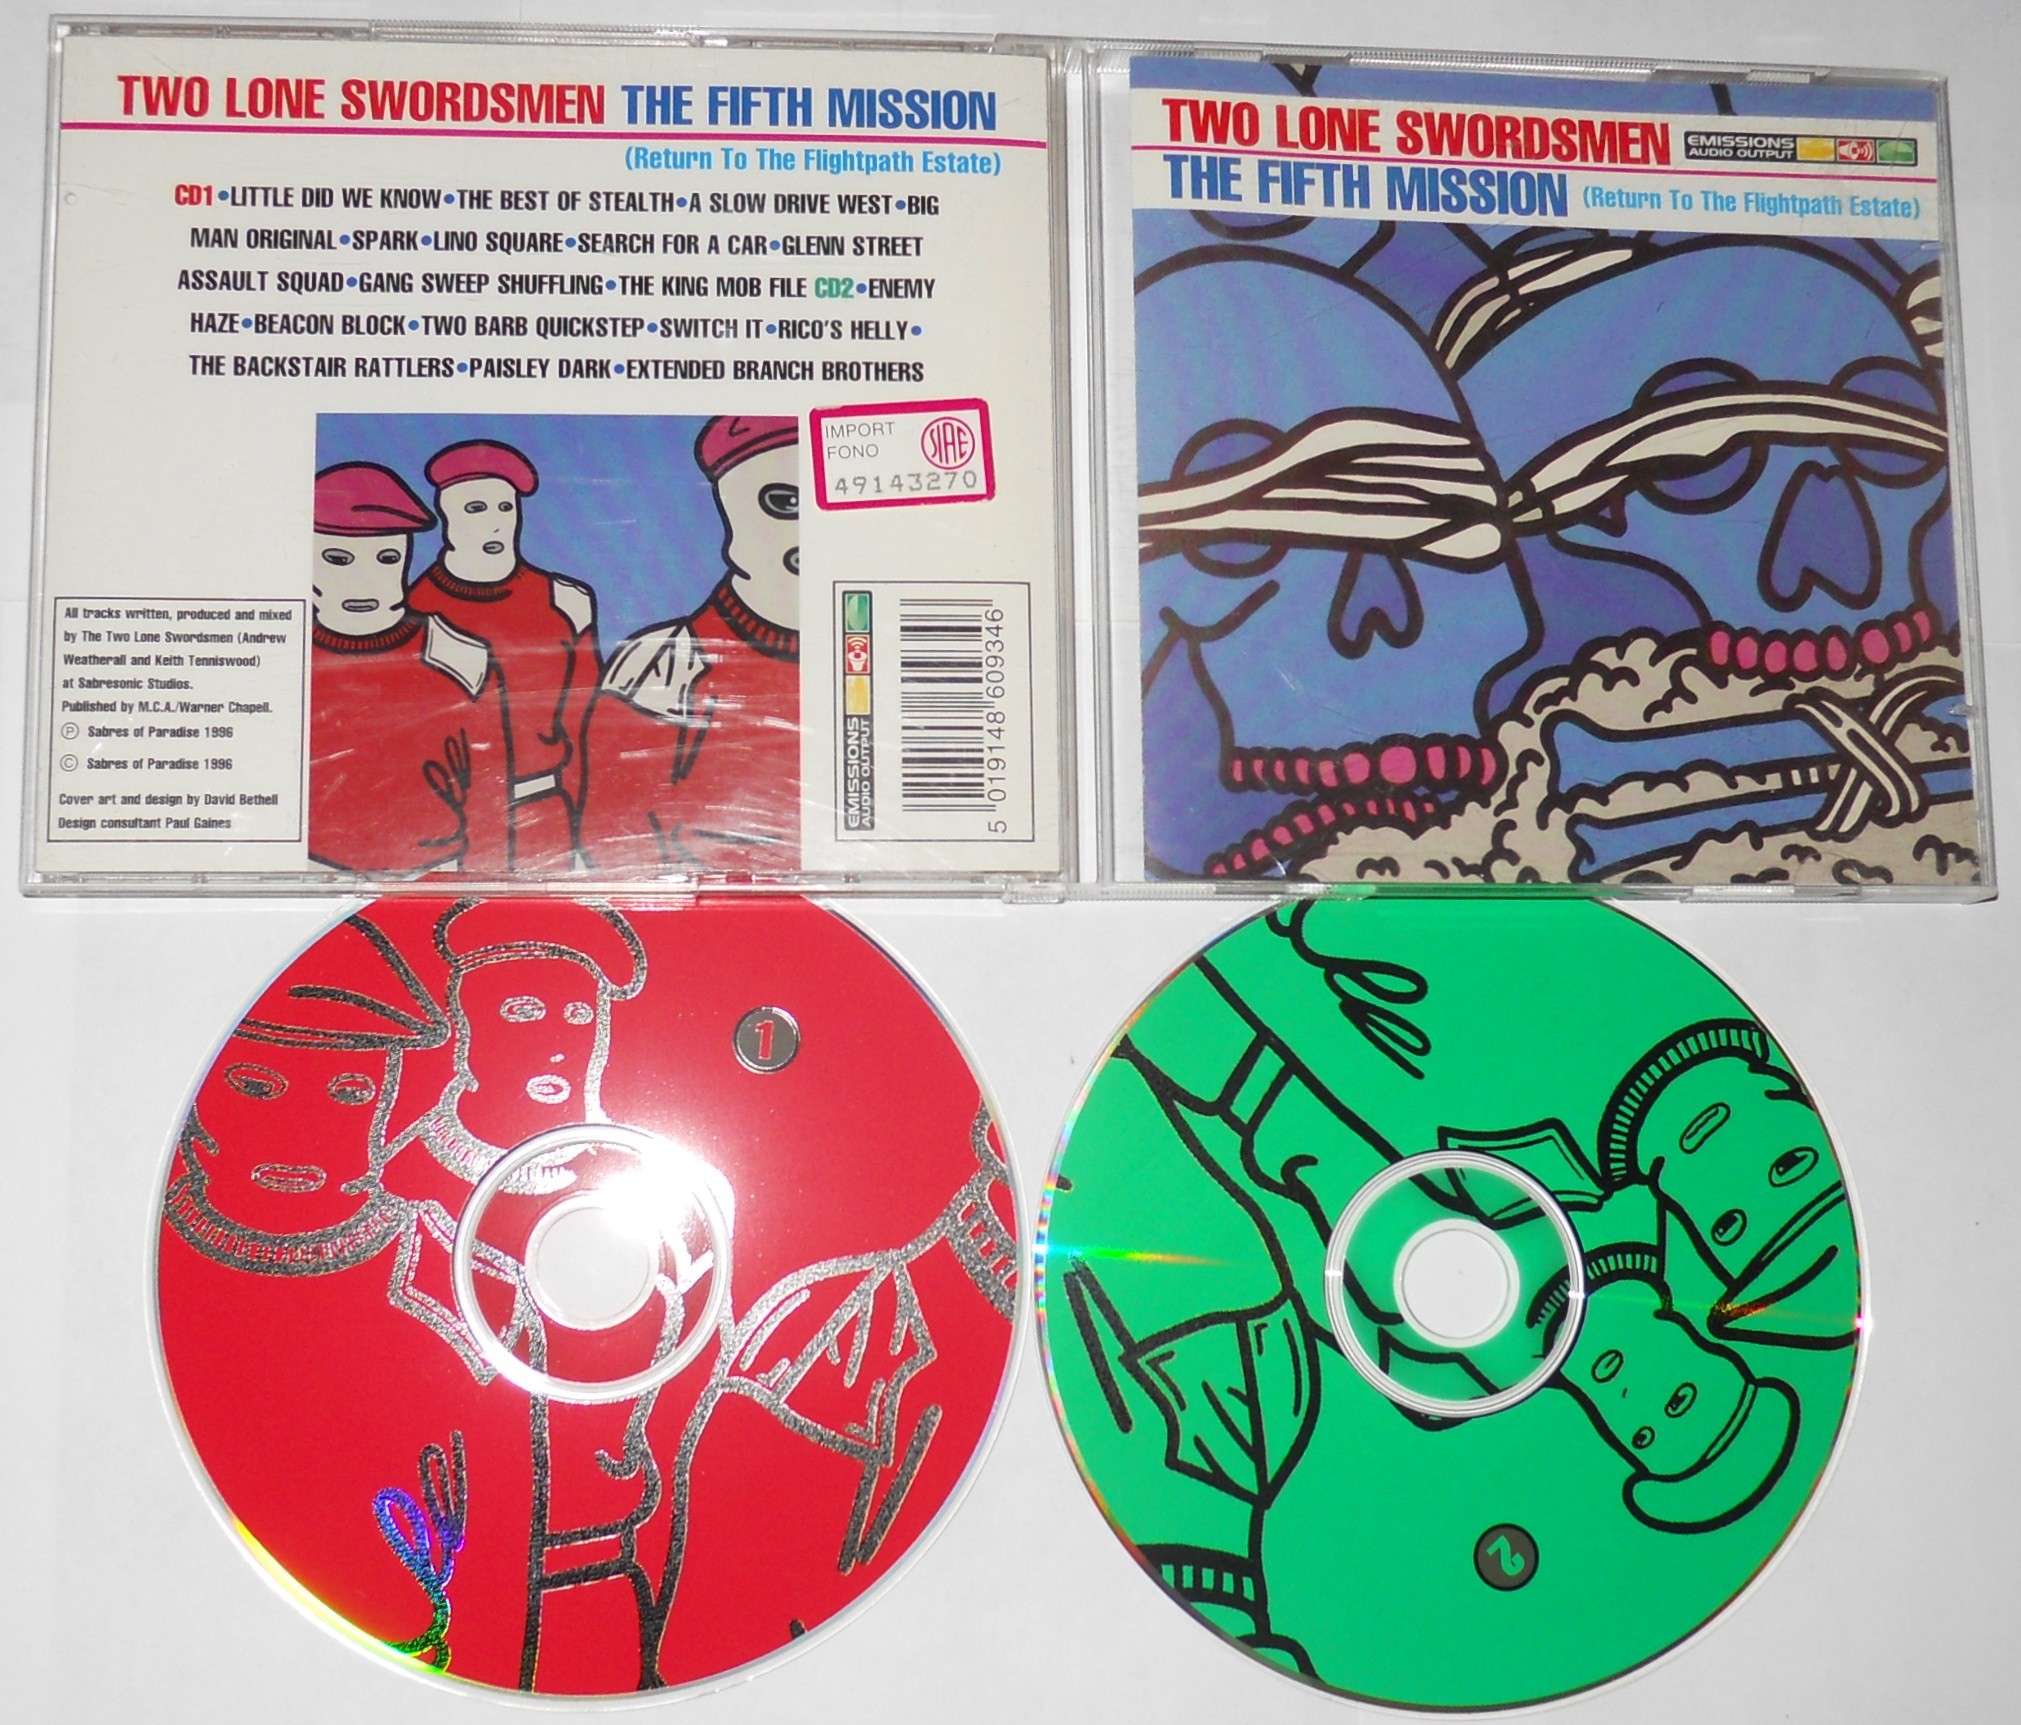 TWO LONE SWORDSMEN THE FIFTH MISSION
(Return To The Flightpath Estate)
CD1•LITTLE DID WE KNOW•THE BEST OF STEALTH•A SLOW DRIVE WEST•BIG
MAN ORIGINAL•SPARK•LINO SQUARE•SEARCH FOR A CAR•GLENN STREET
ASSAULT SQUAD•GANG SWEEP SHUFFLING•THE KING MOB FILE CD2•ENEMY
HAZE•BEACON BLOCK•TWO BARB QUICKSTEP•SWITCH IT•RICO'S HELLY•
THE BACKSTAIR RATTLERS•PAISLEY DARK•EXTENDED BRANCH BROTHERS
IMPORT
FONO
SIAE
49143270
All tracks written, produced and mixed
by The Two Lone Swordsmen (Andrew
Weatherall and Keith Tenniswood)
at Sabresonic Studios.
Published by M.C.A./Warner Chapell.
Ⓟ Sabres of Paradise 1996
© Sabres of Paradise 1996
Cover art and design by David Bethell
Design consultant Paul Gaines
EMISSIONS
AUDIO OUTPUT
5 019148 609346
TWO LONE SWORDSMEN
EMISSIONS
AUDIO OUTPUT
THE FIFTH MISSION (Return To The Flightpath Estate)
1
2